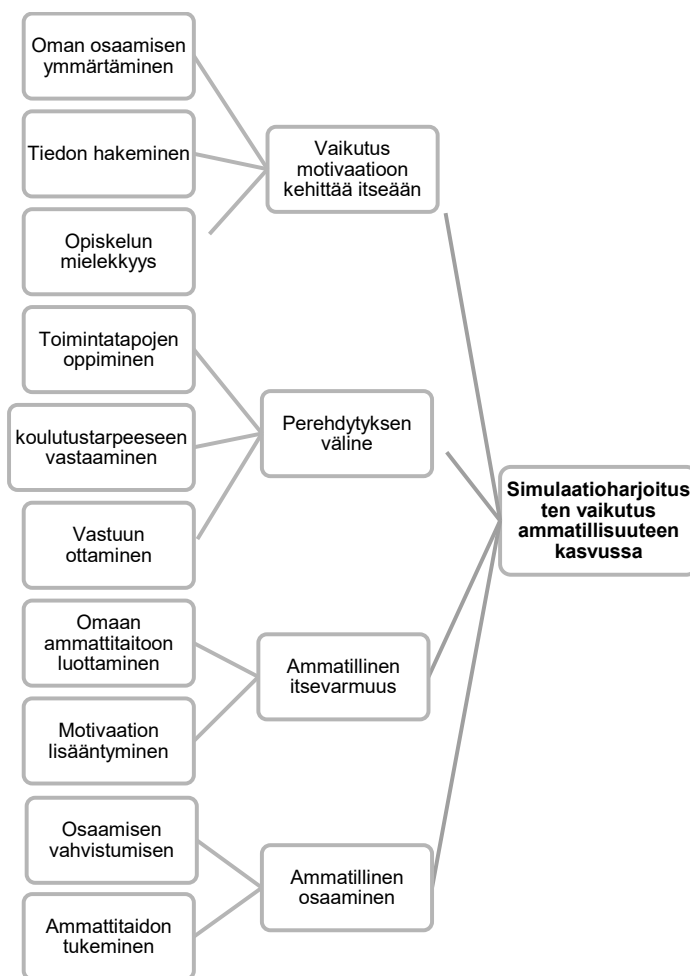 Oman osaamisen
ymmärtäminen
Tiedon hakeminen
Opiskelun
mielekkyys
Vaikutus
motivaatioon
kehittää itseään
Toimintatapojen
oppiminen
koulutustarpeeseen
vastaaminen
Vastuun
ottaminen
Perehdytyksen
väline
Omaan
ammattitaitoon
luottaminen
Motivaation
lisääntyminen
Ammatillinen
itsevarmuus
Osaamisen
vahvistumisen
Ammattitaidon
tukeminen
Ammatillinen
osaaminen
Simulaatioharjoitus
ten vaikutus
ammatillisuuteen
kasvussa